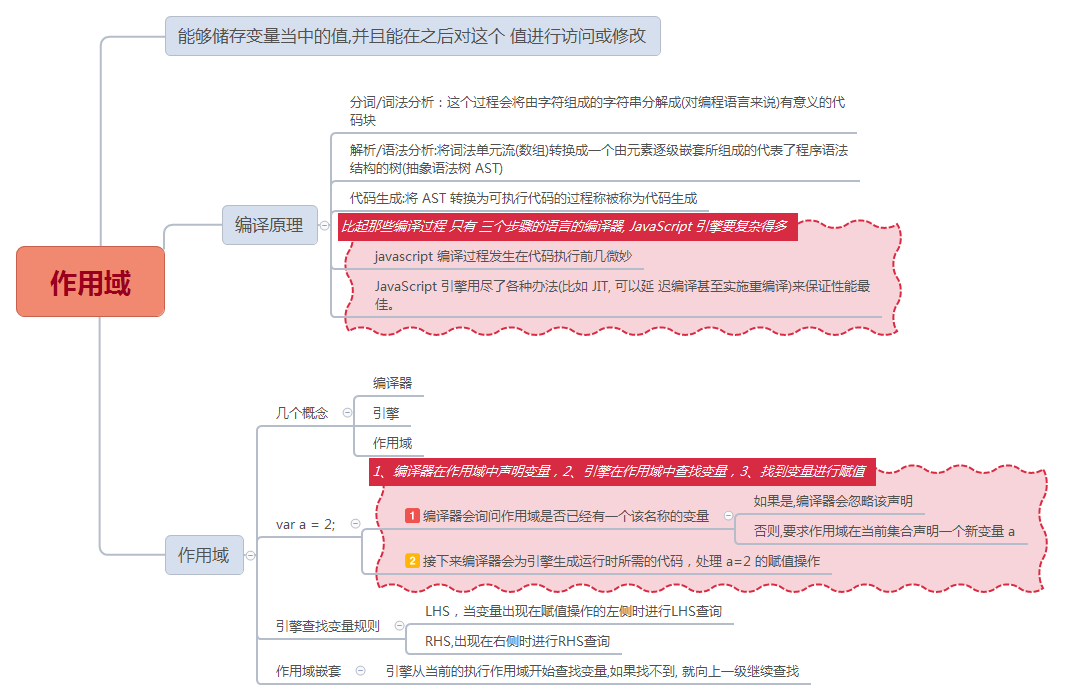 能够储存变量当中的值,并且能在之后对这个 值进行访问或修改
分词/词法分析：这个过程会将由字符组成的字符串分解成(对编程语言来说)有意义的代
码块
解析/语法分析:将词法单元流(数组)转换成一个由元素逐级嵌套所组成的代表了程序语法
结构的树(抽象语法树 AST)
代码生成:将 AST 转换为可执行代码的过程称被称为代码生成
编译原理
比起那些编译过程 只有 三个步骤的语言的编译器, JavaScript 引擎要复杂得多
javascript 编译过程发生在代码执行前几微妙
JavaScript 引擎用尽了各种办法(比如 JIT, 可以延 迟编译甚至实施重编译)来保证性能最
佳。
作用域
编译器
几个概念
引擎
作用域
1、编译器在作用域中声明变量，2、引擎在作用域中查找变量，3、找到变量进行赋值
var a = 2;
1 编译器会询问作用域是否已经有一个该名称的变量
如果是,编译器会忽略该声明
否则,要求作用域在当前集合声明一个新变量 a
2 接下来编译器会为引擎生成运行时所需的代码，处理 a=2 的赋值操作
作用域
引擎查找变量规则
LHS，当变量出现在赋值操作的左侧时进行LHS查询
RHS,出现在右侧时进行RHS查询
作用域嵌套
引擎从当前的执行作用域开始查找变量,如果找不到, 就向上一级继续查找